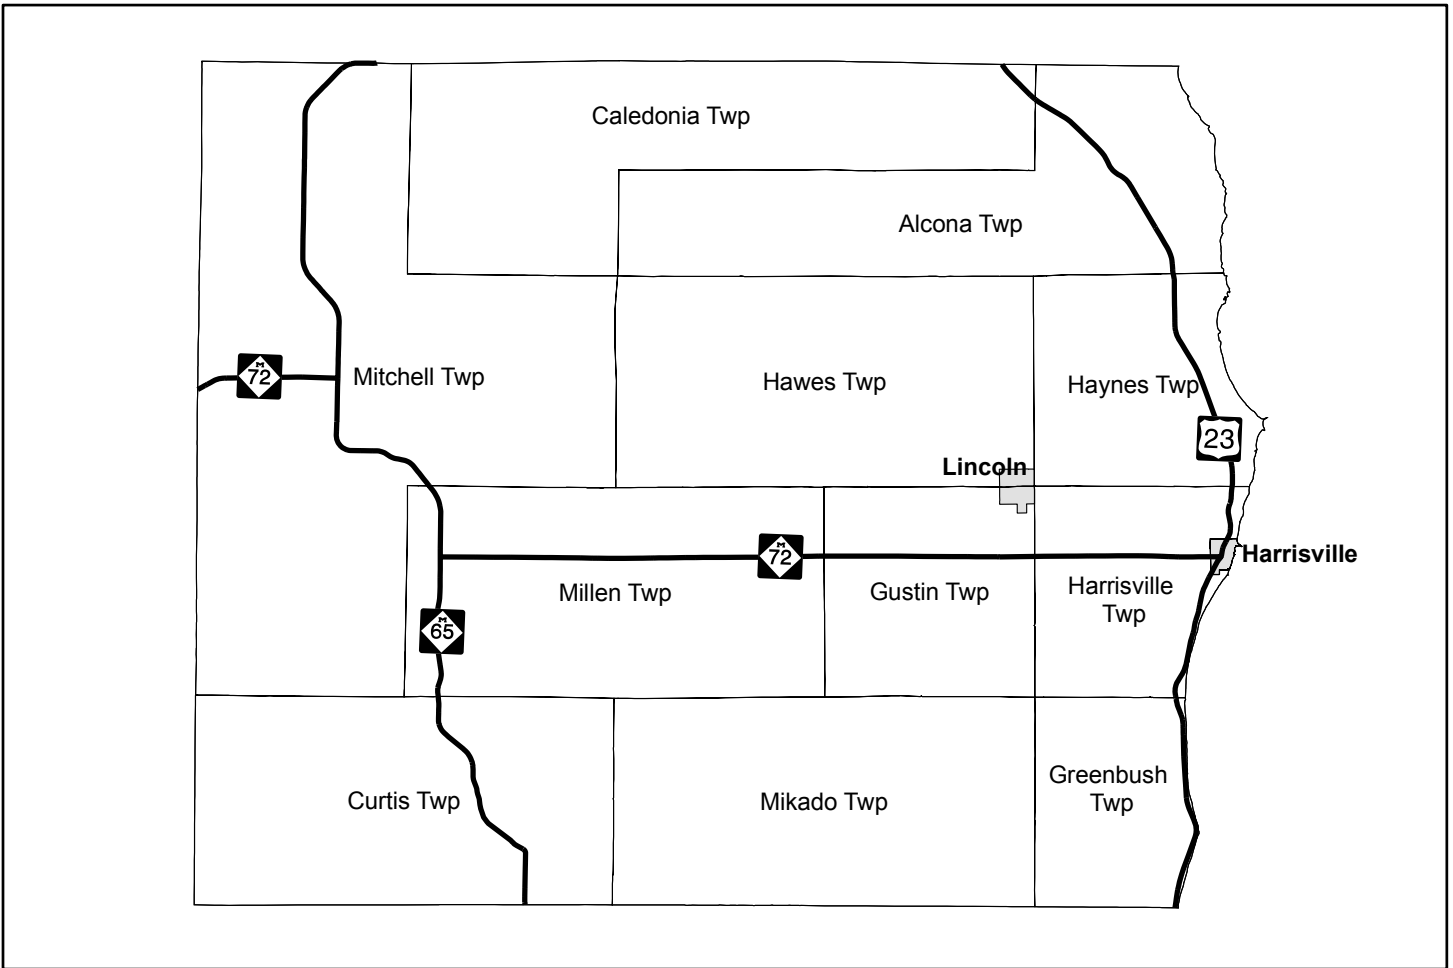 Caledonia Twp
Alcona Twp
M
72
Mitchell Twp
Hawes Twp
Haynes Twp
23
Lincoln
M
72
Harrisville
Millen Twp
Gustin Twp
Harrisville
Twp
M
65
Curtis Twp
Mikado Twp
Greenbush
Twp